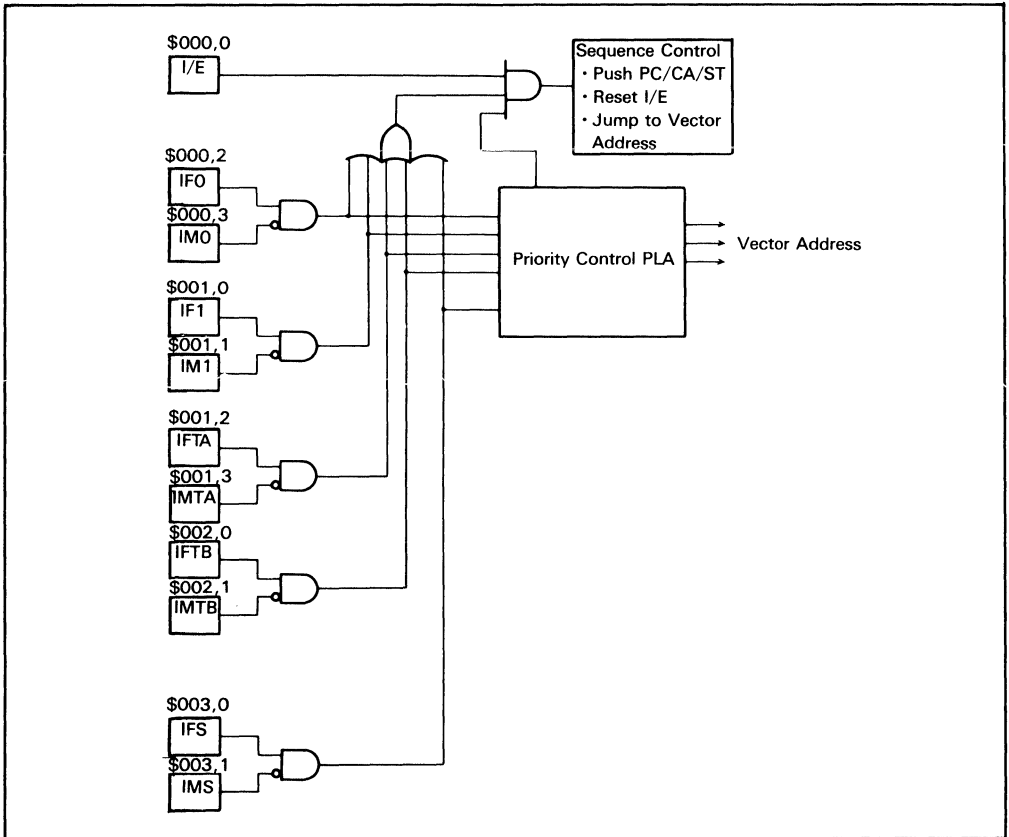 $000,0
I/E
Sequence Control
· Push PC/CA/ST
· Reset I/E
· Jump to Vector
Address
$000,2
IF0
$000,3
IM0
Priority Control PLA
Vector Address
$001,0
IF1
$001,1
IM1
$001,2
IFTA
$001,3
IMTA
$002,0
IFTB
$002,1
IMTB
$003,0
IFS
$003,1
IMS